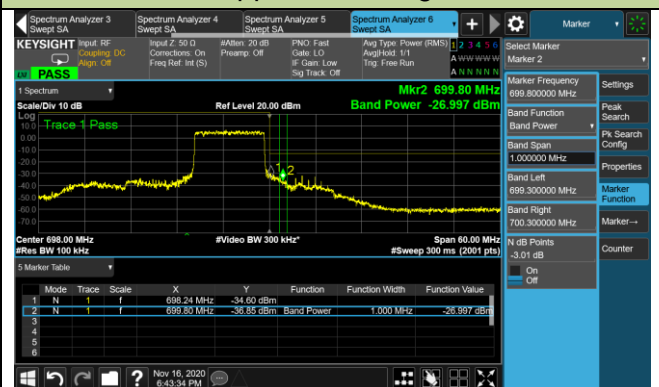 Spectrum Analyzer 3
Swept SA
Spectrum Analyzer 4
Swept SA
Spectrum Analyzer 5
Swept SA
Spectrum Analyzer 6
Swept SA
+
Marker
KEYSIGHT
Input: RF
Coupling: DC
Align: Off
Input Z: 50 Ω
Corrections: On
Freq Ref: Int (S)
#Atten: 20 dB
Preamp: Off
PNO: Fast
Gate: LO
IF Gain: Low
Sig Track: Off
Avg Type: Power (RMS)
Avg|Hold: 1/1
Trig: Free Run
1 2 3 4 5 6
A W W W W W
A N N N N N
PASS
Select Marker
Marker 2
Marker Frequency
699.800000 MHz
Band Function
Band Power
Band Span
1.000000 MHz
Band Left
699.300000 MHz
Band Right
700.300000 MHz
N dB Points
-3.01 dB
On
Off
Settings
Peak
Search
Pk Search
Config
Properties
Marker
Function
Marker→
Counter
1 Spectrum
Scale/Div 10 dB
Ref Level 20.00 dBm
Mkr2 699.80 MHz
Band Power -26.997 dBm
Log
Trace 1 Pass
10.0
0.00
-10.0
-20.0
-30.0
-40.0
-50.0
-60.0
-70.0
1
2
Center 698.00 MHz
#Video BW 300 kHz*
Span 60.00 MHz
#Res BW 100 kHz
#Sweep 300 ms (2001 pts)
5 Marker Table
Mode Trace Scale X Y Function Function Width Function Value
1 N 1 f 698.24 MHz -34.60 dBm
2 N 1 f 699.80 MHz -36.85 dBm Band Power 1.000 MHz -26.997 dBm
3
4
5
6
?
Nov 16, 2020
6:43:34 PM